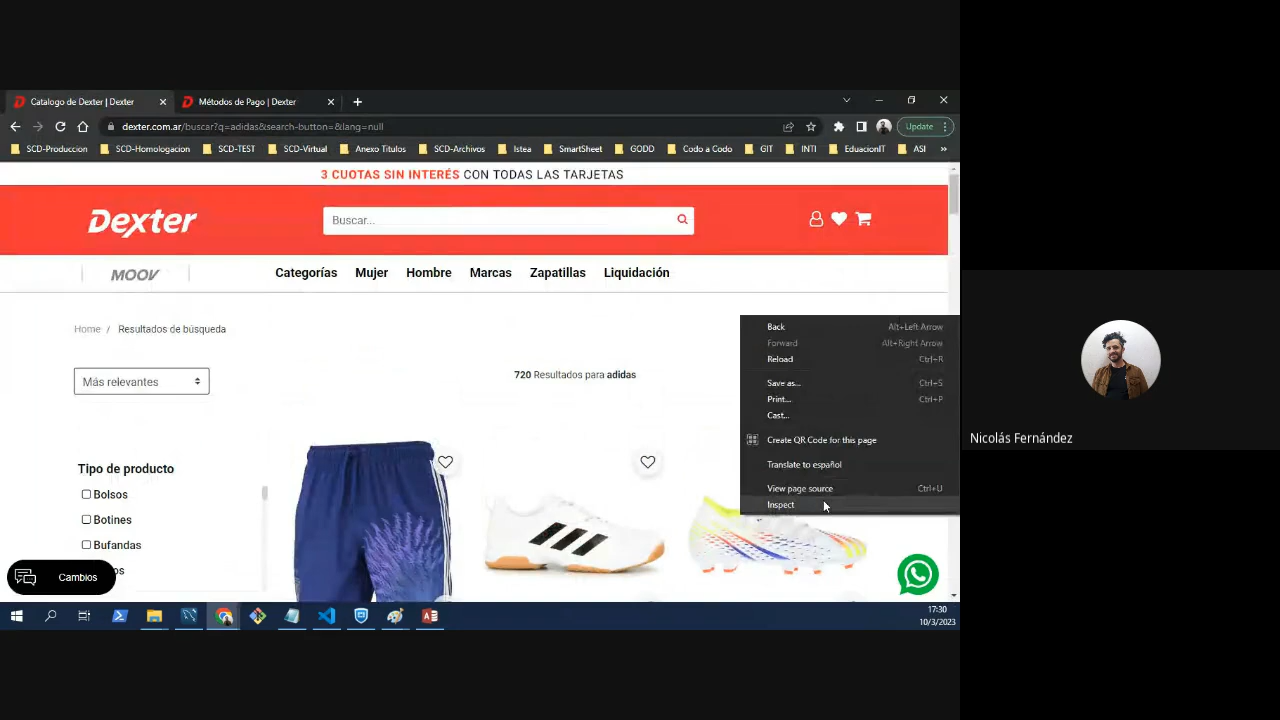 Catalogo de Dexter | Dexter
Métodos de Pago | Dexter
dexter.com.ar/buscar?q=adidas&search-button=&lang=null
Update
SCD-Produccion
SCD-Homologacion
SCD-TEST
SCD-Virtual
Anexo Titulos
SCD-Archivos
Istea
SmartSheet
GODD
Codo a Codo
GIT
INTI
EduacionIT
ASI
»
3 CUOTAS SIN INTERÉS CON TODAS LAS TARJETAS
Dexter
Buscar...
MOOV
Categorías
Mujer
Hombre
Marcas
Zapatillas
Liquidación
Home / Resultados de búsqueda
Más relevantes
720 Resultados para adidas
Back Alt+Left Arrow
Forward Alt+Right Arrow
Reload Ctrl+R
Save as... Ctrl+S
Print... Ctrl+P
Cast...
Create QR Code for this page
Translate to español
View page source Ctrl+U
Inspect
Tipo de producto
Bolsos
Botines
Bufandas
os
Cambios
17:30
10/3/2023
Nicolás Fernández